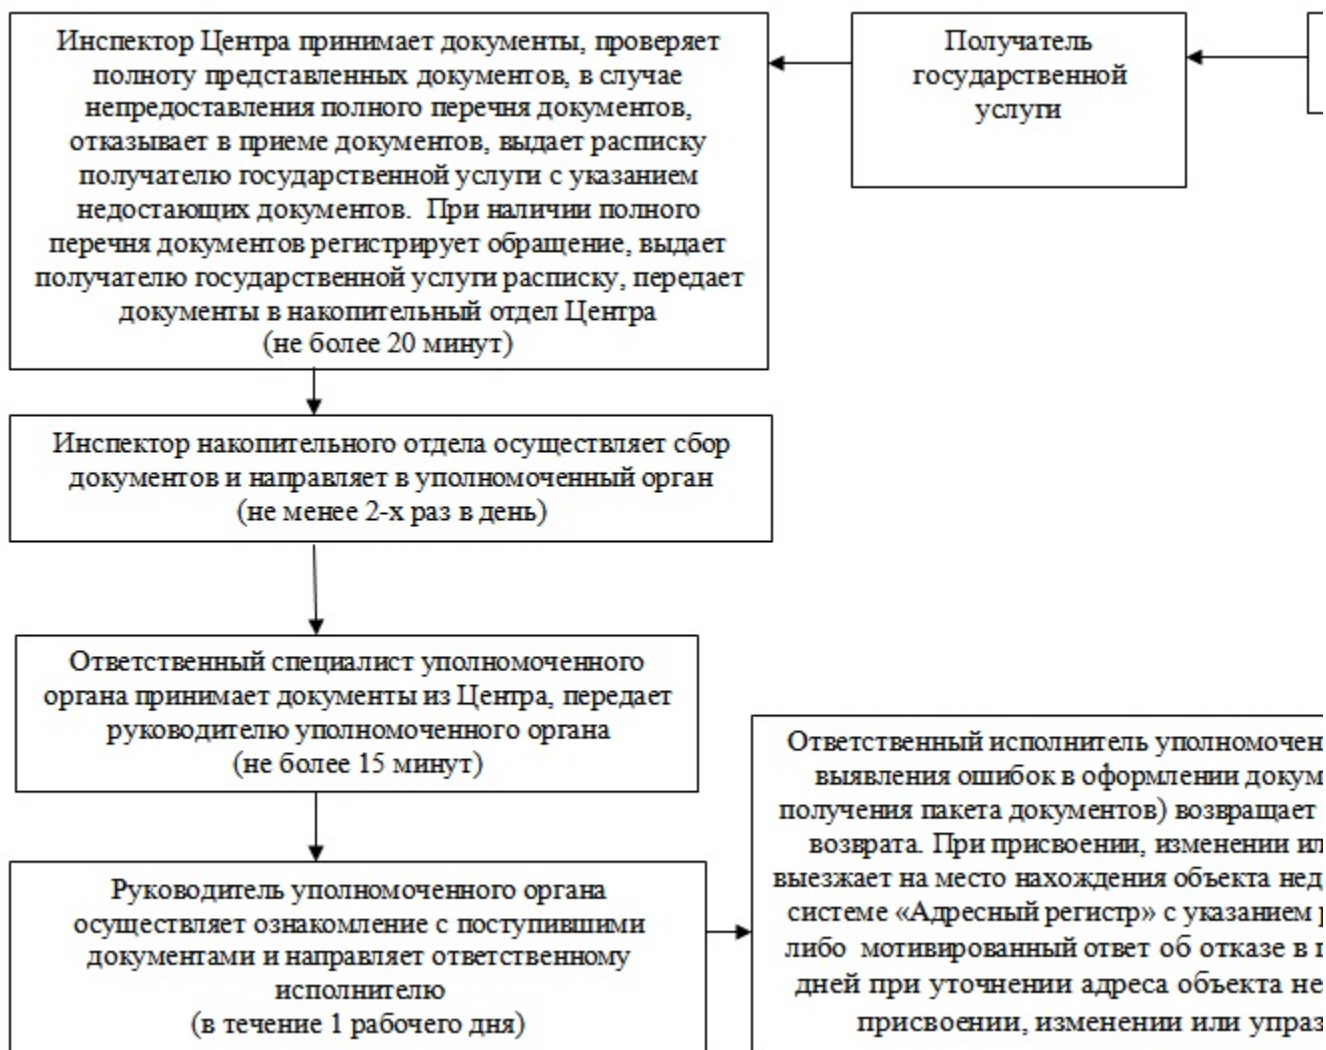 Инспектор Центра принимает документы, проверяет
полноту представленных документов, в случае
непредоставления полного перечня документов,
отказывает в приеме документов, выдает расписку
получателю государственной услуги с указанием
недостающих документов.  При наличии полного
перечня документов регистрирует обращение, выдает
получателю государственной услуги расписку, передает
документы в накопительный отдел Центра
(не более 20 минут)
Получатель
государственной
услуги
Инспектор накопительного отдела осуществляет сбор
документов и направляет в уполномоченный орган
(не менее 2-х раз в день)
Ответственный специалист уполномоченного
органа принимает документы из Центра, передает
руководителю уполномоченного органа
(не более 15 минут)
Руководитель уполномоченного органа
осуществляет ознакомление с поступившими
документами и направляет ответственному
исполнителю
(в течение 1 рабочего дня)
Ответственный исполнитель уполномочен
выявления ошибок в оформлении докум
получения пакета документов) возвращает
возврата. При присвоении, изменении ил
выезжает на место нахождения объекта нед
системе «Адресный регистр» с указанием р
либо  мотивированный ответ об отказе в п
дней при уточнении адреса объекта не
присвоении, изменении или упраз